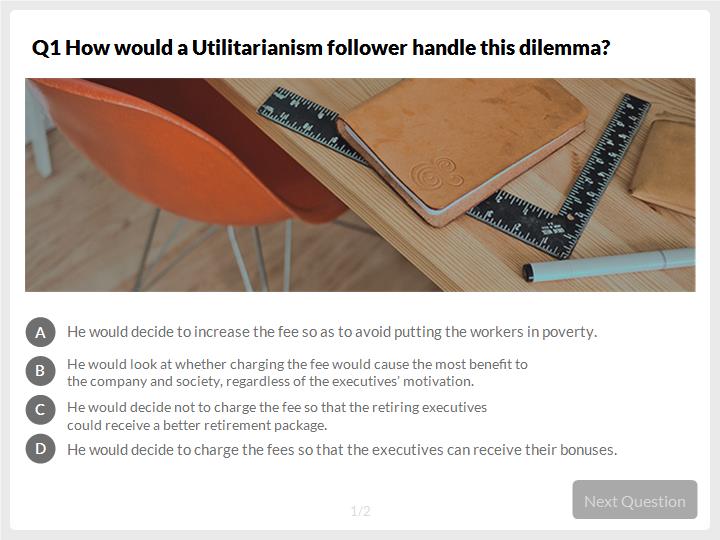 Q1 How would a Utilitarianism follower handle this dilemma?
A He would decide to increase the fee so as to avoid putting the workers in poverty.
B He would look at whether charging the fee would cause the most benefit to
the company and society, regardless of the executives' motivation.
C He would decide not to charge the fee so that the retiring executives
could receive a better retirement package.
D He would decide to charge the fees so that the executives can receive their bonuses.
1/2
Next Question